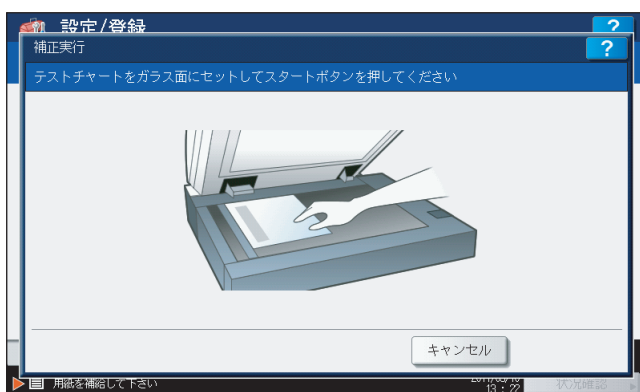 設定/登録
?
補正実行
?
テストチャートをガラス面にセットしてスタートボタンを押してください
キャンセル
用紙を補給して下さい
13:22
状況確認